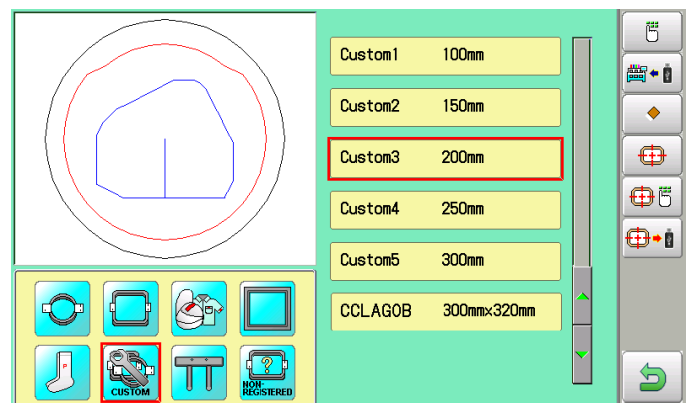 Custom1 100mm
Custom2 150mm
Custom3 200mm
Custom4 250mm
Custom5 300mm
CCLAGOB 300mm×320mm
P
CUSTOM
?
NON-
REGISTERED